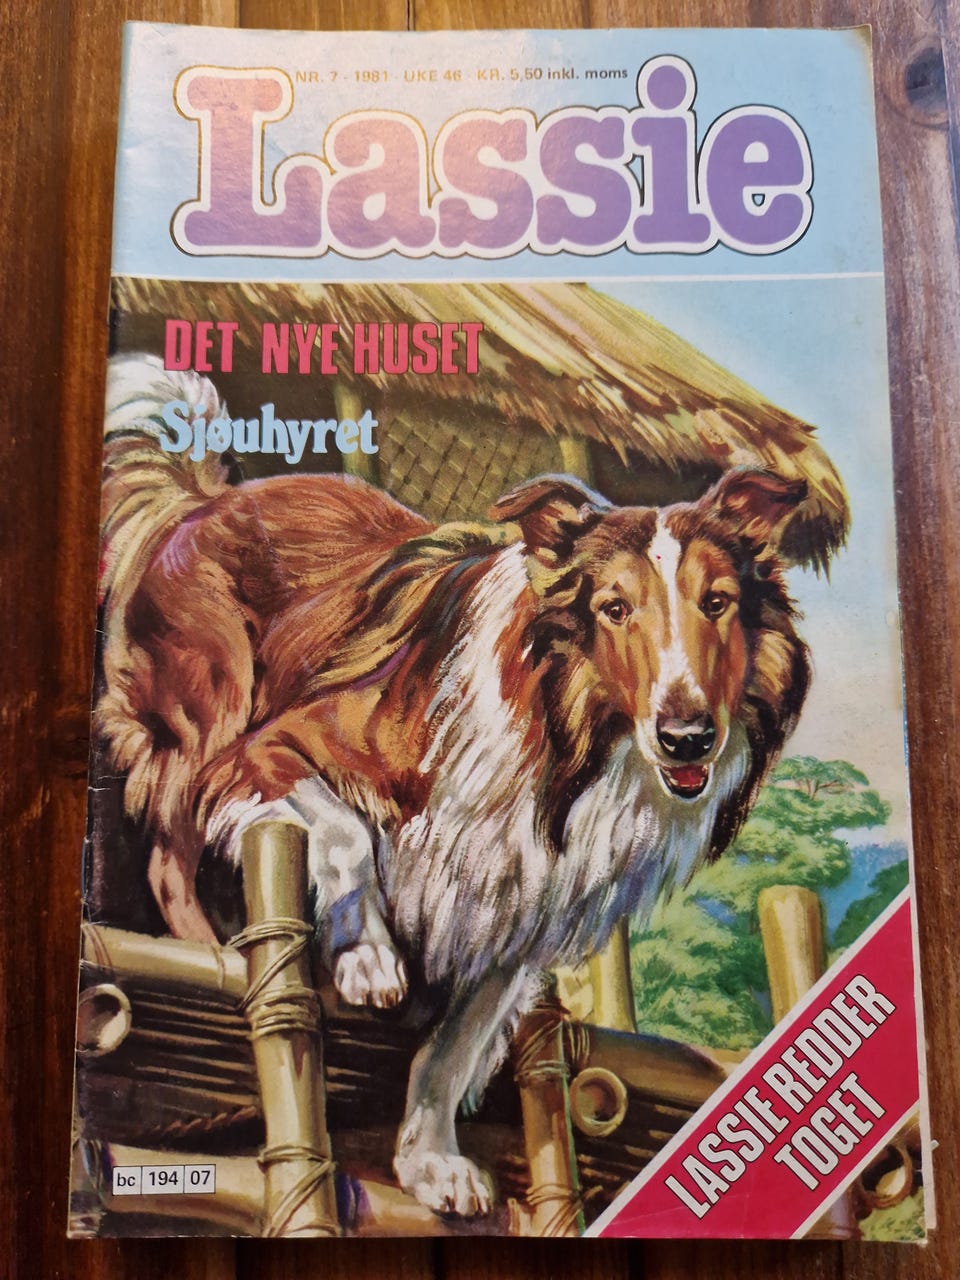 NR. 7 - 1981 - UKE 46 - KR. 5,50 inkl. moms
Lassie
DET NYE HUSET
Sjøuhyret
LASSIE REDDER
TOGET
bc 194 07